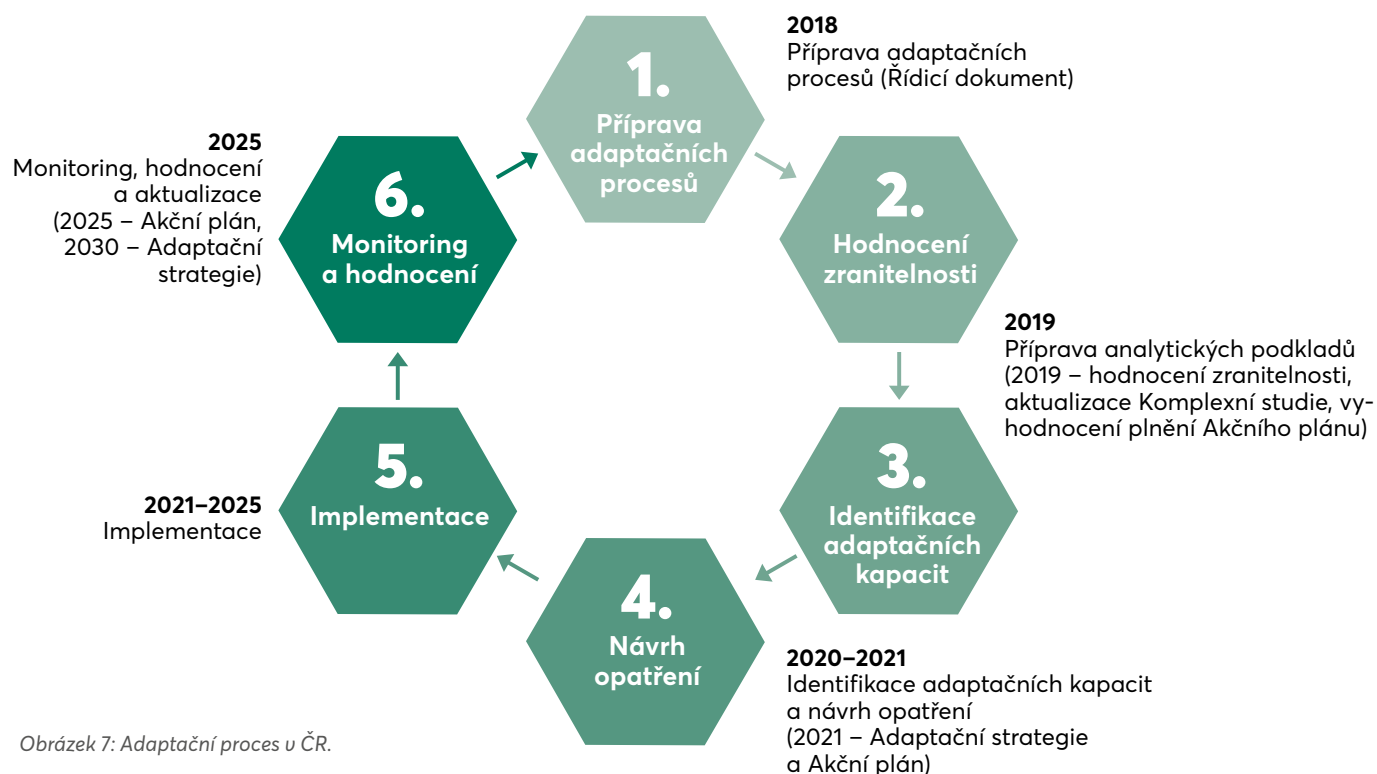 1.
Příprava
adaptačních
procesů
2018
Příprava adaptačních
procesů (Řídicí dokument)
2.
Hodnocení
zranitelnosti
2019
Příprava analytických podkladů
(2019 – hodnocení zranitelnosti,
aktualizace Komplexní studie, vy-
hodnocení plnění Akčního plánu)
3.
Identifikace
adaptačních
kapacit
4.
Návrh
opatření
2020–2021
Identifikace adaptačních kapacit
a návrh opatření
(2021 – Adaptační strategie
a Akční plán)
5.
Implementace
2021–2025
Implementace
6.
Monitoring
a hodnocení
2025
Monitoring, hodnocení
a aktualizace
(2025 – Akční plán,
2030 – Adaptační
strategie)
Obrázek 7: Adaptační proces v ČR.